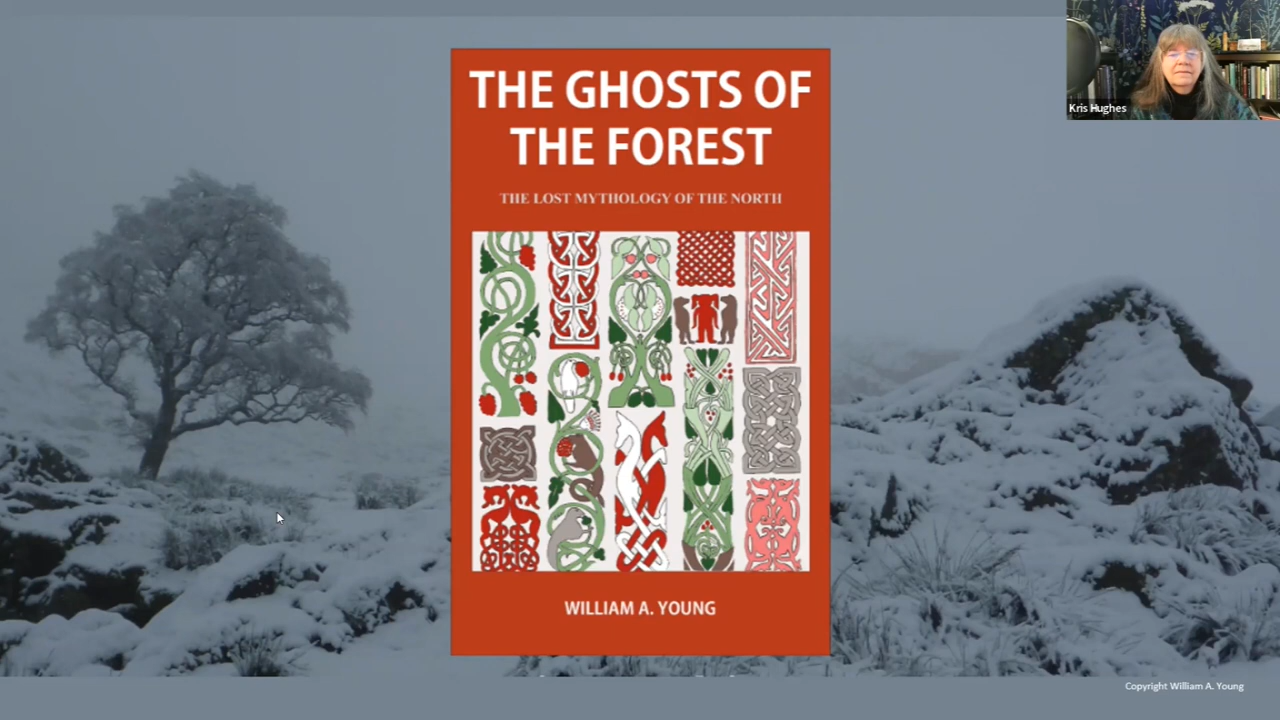 Kris Hughes
THE GHOSTS OF
THE FOREST
THE LOST MYTHOLOGY OF THE NORTH
WILLIAM A. YOUNG
Copyright William A. Young